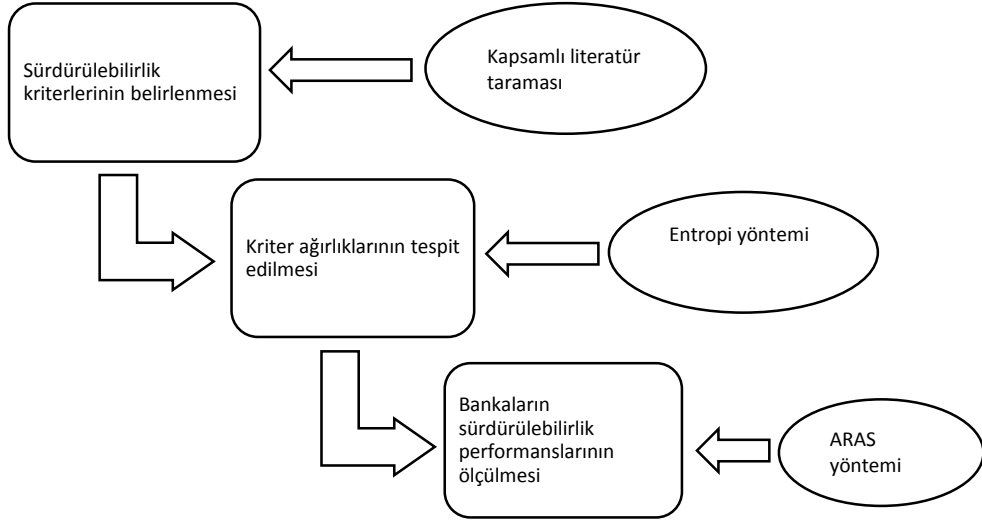 Sürdürülebilirlik
kriterlerinin belirlenmesi
Kapsamlı literatür
taraması
Kriter ağırlıklarının tespit
edilmesi
Entropi yöntemi
Bankaların
sürdürülebilirlik
performanslarının
ölçülmesi
ARAS
yöntemi